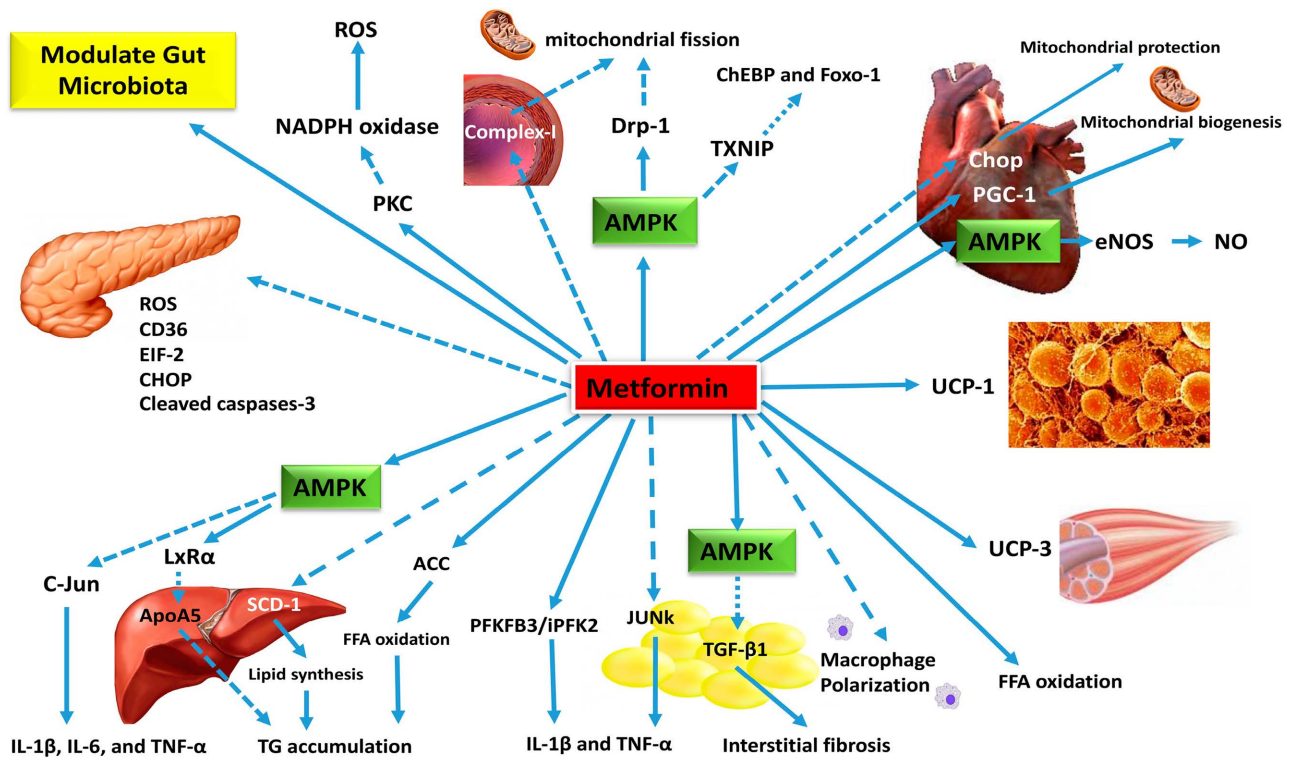 ROS
Modulate Gut
Microbiota
mitochondrial fission
Mitochondrial protection
ChEBP and Foxo-1
NADPH oxidase
Complex-I
Drp-1
TXNIP
Mitochondrial biogenesis
Chop
PGC-1
PKC
AMPK
AMPK
eNOS
NO
ROS
CD36
EIF-2
CHOP
Cleaved caspases-3
Metformin
UCP-1
AMPK
AMPK
UCP-3
LxRα
ACC
C-Jun
ApoA5
SCD-1
FFA oxidation
PFKFB3/iPFK2
JUNk
TGF-β1
Lipid synthesis
Macrophage
Polarization
FFA oxidation
IL-1β, IL-6, and TNF-α
TG accumulation
IL-1β and TNF-α
Interstitial fibrosis